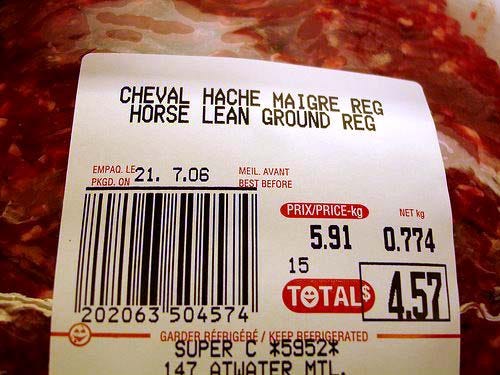 CHEVAL HACHE MAIGRE REG
HORSE LEAN GROUND REG
EMPAQ. LE
PKGD. ON
21. 7.06
MEIL. AVANT
BEST BEFORE
PRIX/PRICE-kg
NET kg
5.91
0.774
15
TOTAL$
4.57
202063 504574
GARDER RÉFRIGÉRÉ / KEEP REFRIGERATED
SUPER C *5952*
147 ATWATER MTL.